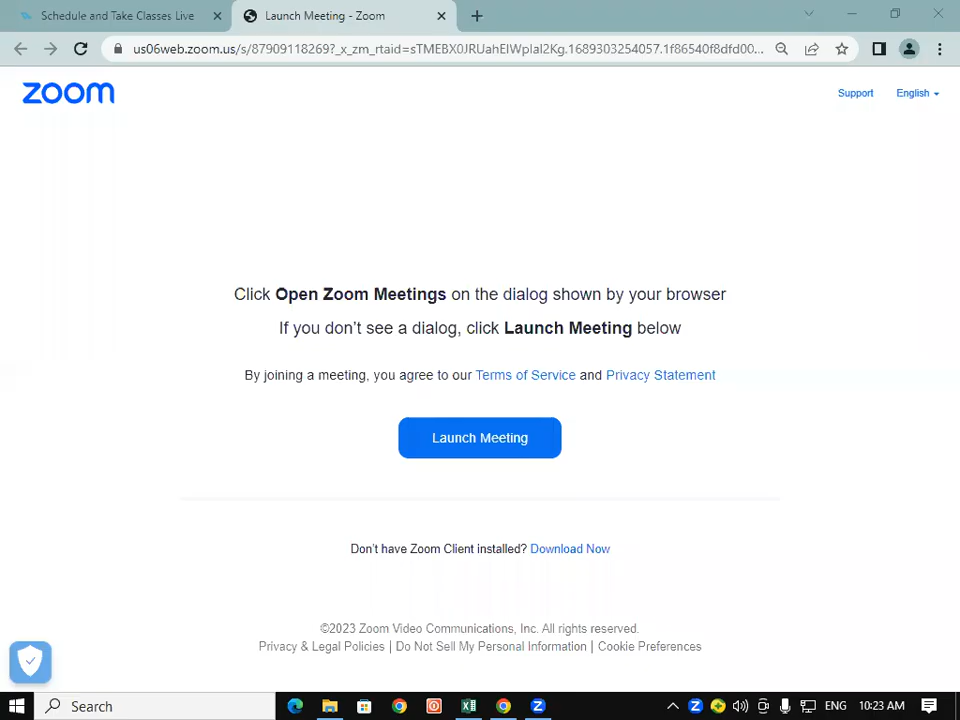 Schedule and Take Classes Live
Launch Meeting - Zoom
us06web.zoom.us/s/87909118269?_x_zm_rtaid=sTMEBX0JRUahEIWpIaI2Kg.1689303254057.1f86540f8dfd00...
zoom
Support
English
Click Open Zoom Meetings on the dialog shown by your browser
If you don't see a dialog, click Launch Meeting below
By joining a meeting, you agree to our Terms of Service and Privacy Statement
Launch Meeting
Don't have Zoom Client installed? Download Now
©2023 Zoom Video Communications, Inc. All rights reserved.
Privacy & Legal Policies | Do Not Sell My Personal Information | Cookie Preferences
Search
ENG
10:23 AM